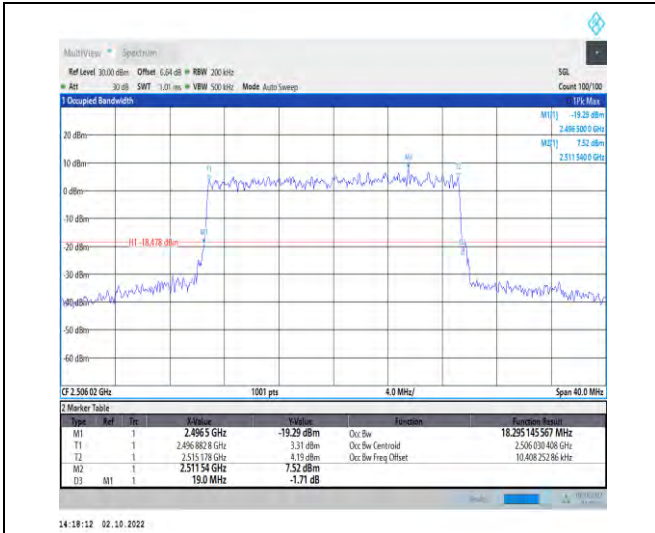 MultiView Spectrum
Ref Level 30.00 dBm Offset 6.64 dB RBW 200 kHz SGL
Att 30 dB SWT 1.01 ms VBW 500 kHz Mode Auto Sweep Count 100/100
1 Occupied Bandwidth 1Pk Max
M1[1] -19.29 dBm
2.496 500 0 GHz
M2[1] 7.52 dBm
2.511 540 0 GHz
20 dBm
10 dBm
0 dBm
-10 dBm
-20 dBm
-30 dBm
-40 dBm
-50 dBm
-60 dBm
H1 -18.478 dBm
M1
T1
M2
T2
D3
CF 2.506 02 GHz 1001 pts 4.0 MHz/ Span 40.0 MHz
2 Marker Table
Type Ref Trc X-Value Y-Value Function Function Result
M1 1 2.496 5 GHz -19.29 dBm Occ Bw 18.295 145 567 MHz
T1 1 2.496 882 8 GHz 3.31 dBm Occ Bw Centroid 2.506 030 408 GHz
T2 1 2.515 178 GHz 4.19 dBm Occ Bw Freq Offset 10.408 252 86 kHz
M2 1 2.511 54 GHz 7.52 dBm
D3 M1 1 19.0 MHz -1.71 dB
14:18:12 02.10.2022